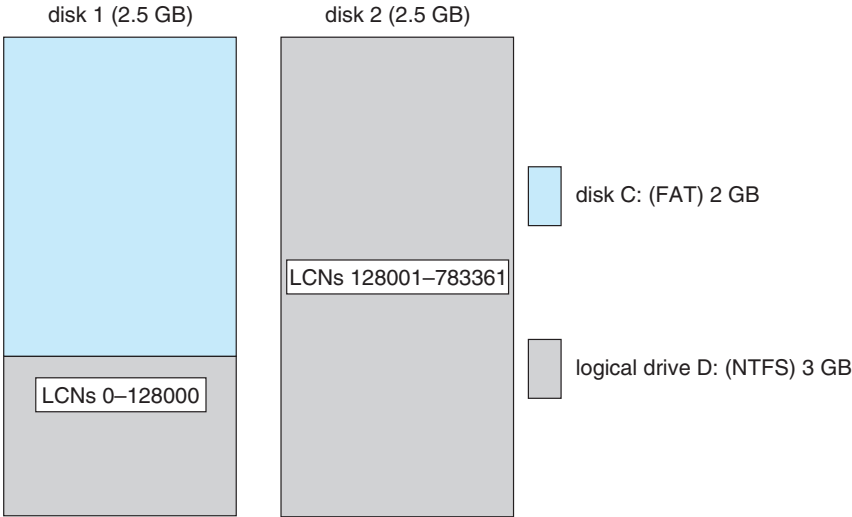 disk 1 (2.5 GB)
disk 2 (2.5 GB)
disk C: (FAT) 2 GB
LCNs 128001–783361
logical drive D: (NTFS) 3 GB
LCNs 0–128000